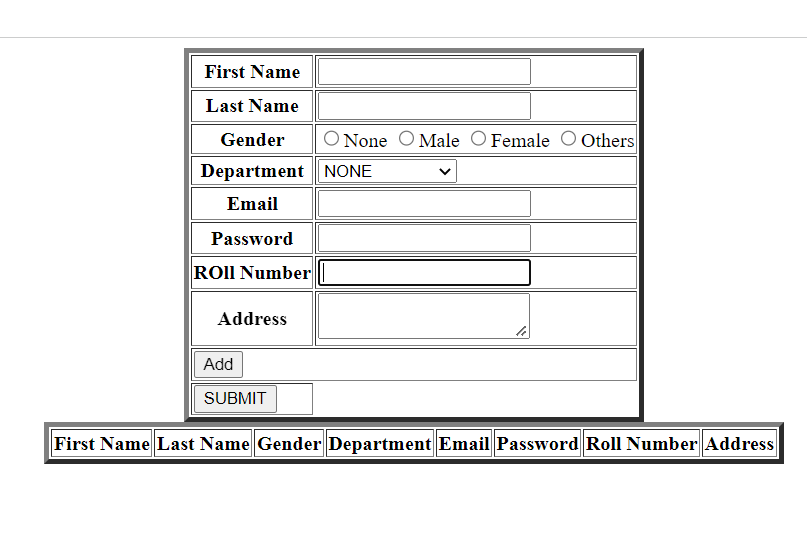 First Name
Last Name
Gender None Male Female Others
Department NONE
Email
Password
ROll Number
Address
Add
SUBMIT
First Name Last Name Gender Department Email Password Roll Number Address